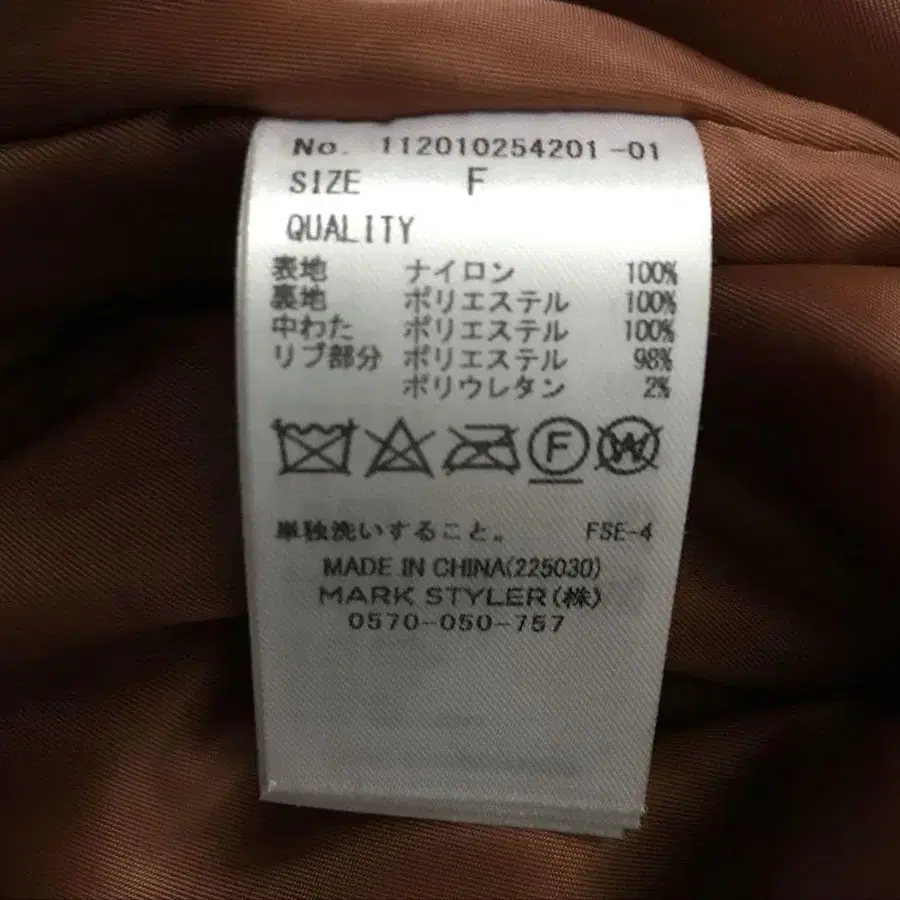 No. 112010254201-01
SIZE F
QUALITY
表地 ナイロン 100%
裏地 ポリエステル 100%
中わた ポリエステル 100%
リブ部分 ポリエステル 98%
ポリウレタン 2%
F W
単独洗いすること。 FSE-4
MADE IN CHINA(225030)
MARK STYLER(株)
0570-050-757